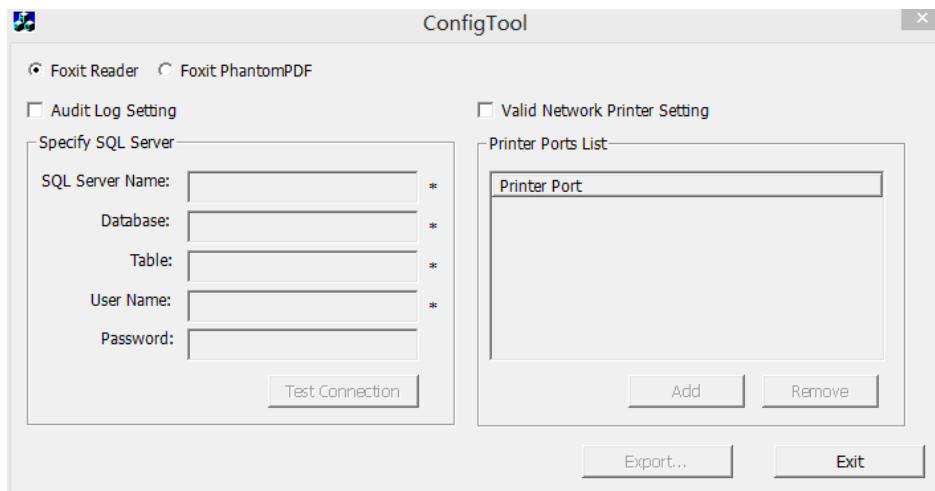 ConfigTool
Foxit Reader Foxit PhantomPDF
Audit Log Setting
Valid Network Printer Setting
Specify SQL Server
SQL Server Name: *
Database: *
Table: *
User Name: *
Password:
Test Connection
Printer Ports List
Printer Port
Add Remove
Export... Exit